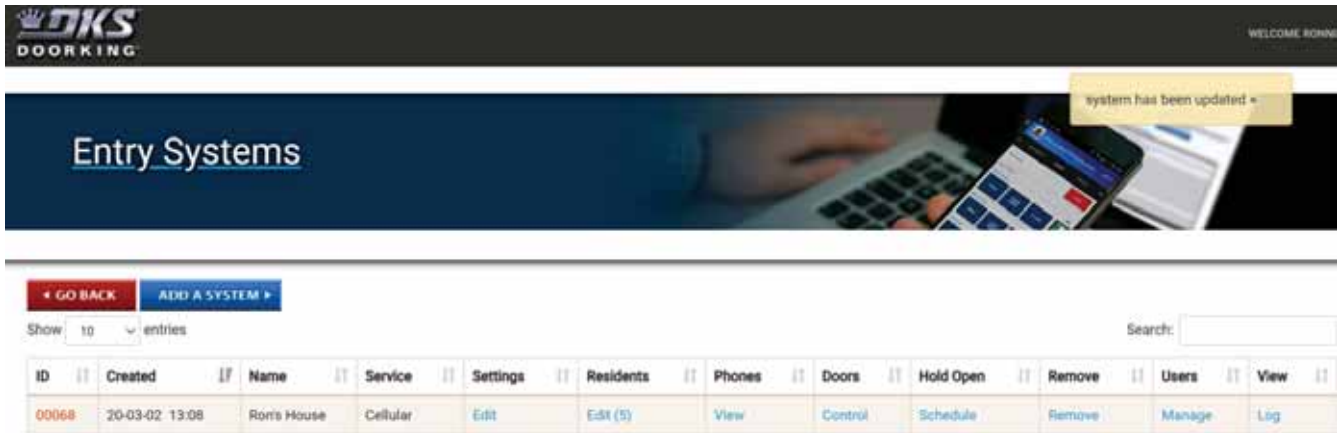 DKS
DOORKING
WELCOME RONNI
system has been updated ×
Entry Systems
GO BACK ADD A SYSTEM
Show 10 entries Search:
ID Created Name Service Settings Residents Phones Doors Hold Open Remove Users View
00068 20-03-02 13:08 Ron's House Cellular Edit Edit (5) View Control Schedule Remove Manage Log